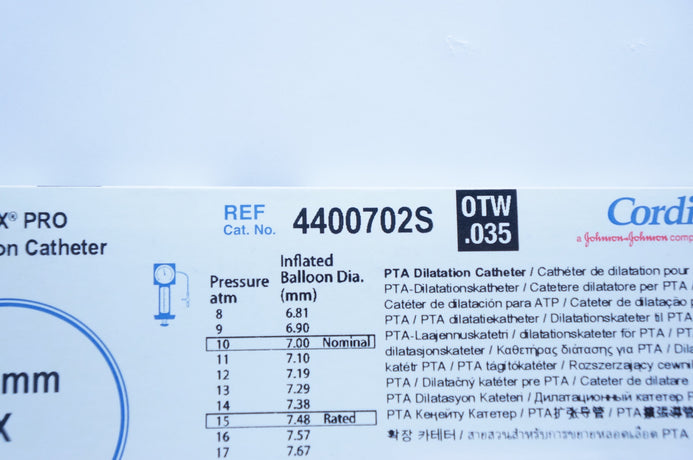 X® PRO
on Catheter
REF
Cat. No.
4400702S
OTW
.035
Cordi
a Johnson-Johnson comp
Pressure
atm
Inflated
Balloon Dia.
(mm)
8 6.81
9 6.90
10 7.00 Nominal
11 7.10
12 7.19
13 7.29
14 7.38
15 7.48 Rated
16 7.57
17 7.67
mm
X
PTA Dilatation Catheter / Cathéter de dilatation pour
PTA-Dilatationskatheter / Catetere dilatatore per PTA /
Catéter de dilatación para ATP / Cateter de dilatação p
PTA / PTA dilatatiekatheter / Dilatationskateter til PTA
PTA-Laajennuskatetri / dilatationskateter för PTA / PT
dilatasjonskateter / Καθετήρας διάτασης για PTA / Dila
katétr PTA / PTA tágítókatéter / Rozszerzający cewni
PTA / Dilatačný katéter pre PTA / Cateter de dilatare
PTA Dilatasyon Kateteri / Дилатационный катетер P
PTA Кеңейту Катетер / PTA扩张导管 / PTA擴張導管
확장 카테터 / สายสวนสำหรับการขยายหลอดเลือด PTA